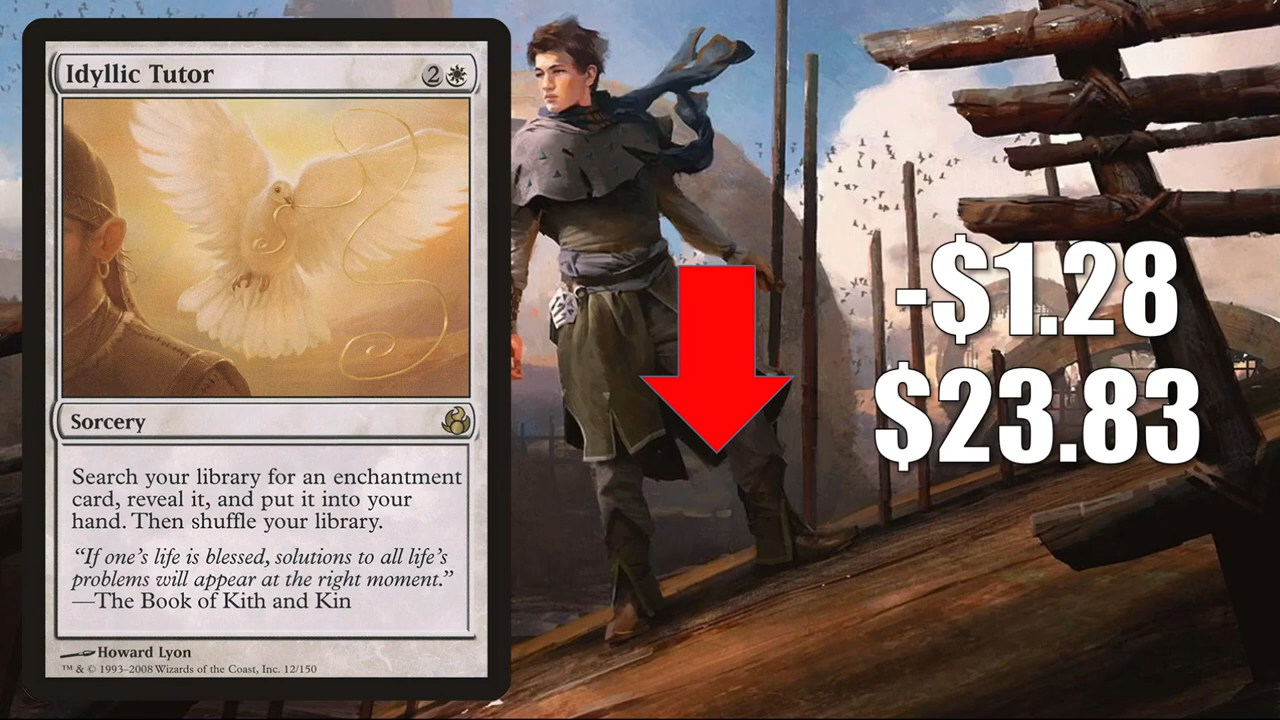 Idyllic Tutor 2
Sorcery
Search your library for an enchantment
card, reveal it, and put it into your
hand. Then shuffle your library.
“If one’s life is blessed, solutions to all life’s
problems will appear at the right moment.”
—The Book of Kith and Kin
Howard Lyon
™ & © 1993–2008 Wizards of the Coast, Inc. 12/150
-$1.28
$23.83